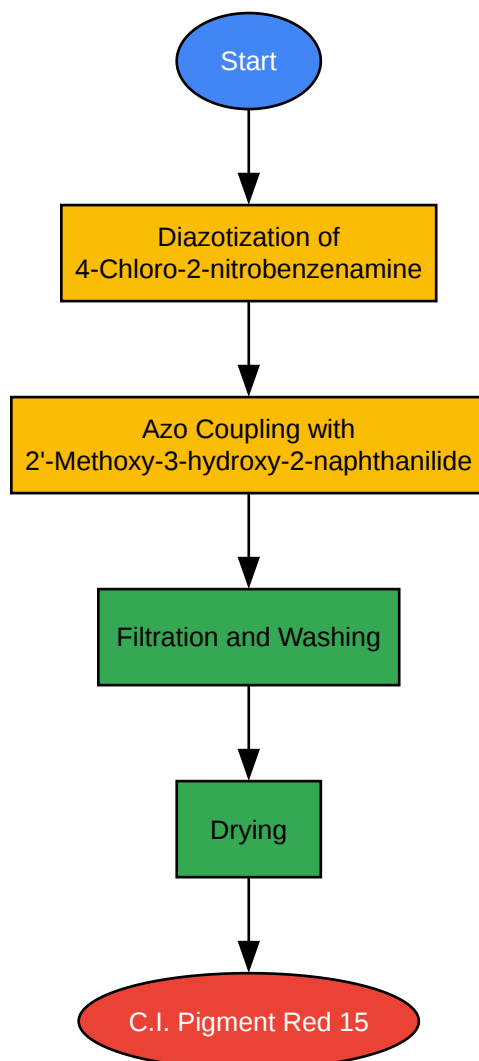 Start
Diazotization of
4-Chloro-2-nitrobenzenamine
Azo Coupling with
2'-Methoxy-3-hydroxy-2-naphthanilide
Filtration and Washing
Drying
C.I. Pigment Red 15